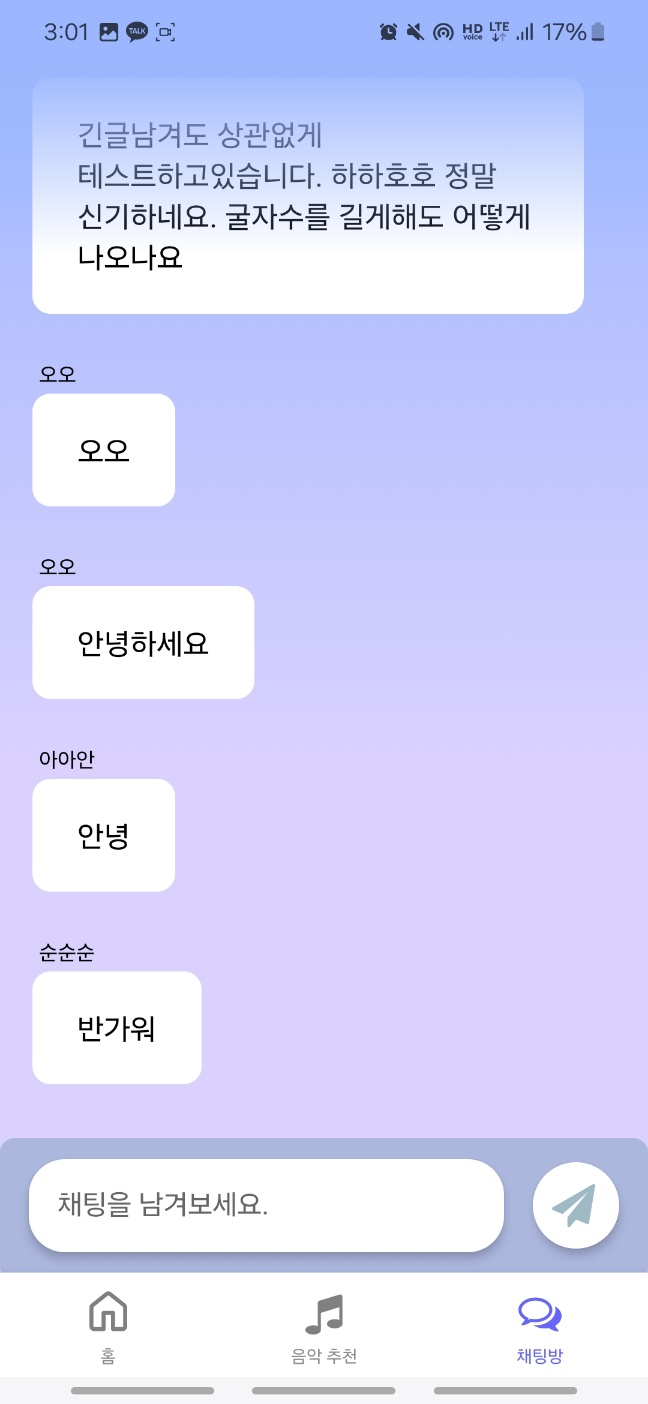 3:01 TALK HD voice LTE 17%
긴글남겨도 상관없게
테스트하고있습니다. 하하호호 정말
신기하네요. 굴자수를 길게해도 어떻게
나오나요
오오
오오
오오
안녕하세요
아아안
안녕
순순순
반가워
채팅을 남겨보세요.
홈 음악 추천 채팅방